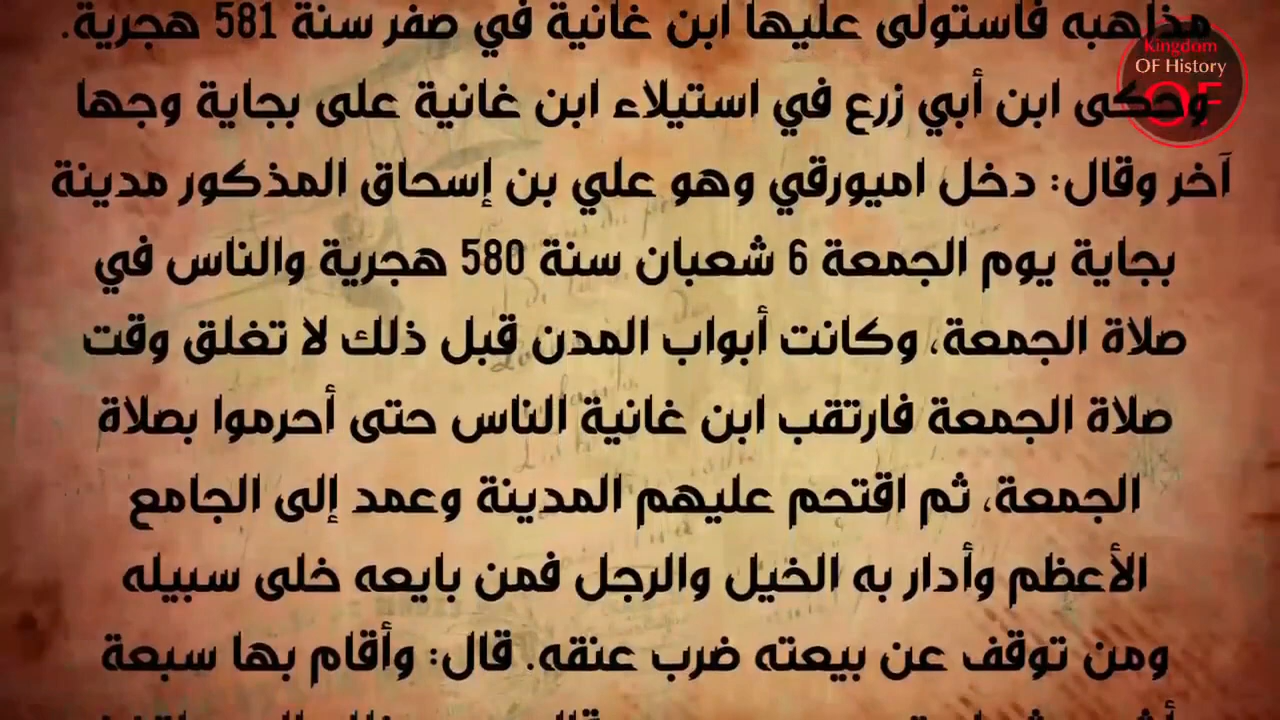 مذاهبه فاستولى عليها ابن غانية في صفر سنة 581 هجرية.
Kingdom
OF History
OF
وحكى ابن أبي زرع في استيلاء ابن غانية على بجاية وجها
آخر وقال: دخل اميورقي وهو علي بن إسحاق المذكور مدينة
بجاية يوم الجمعة 6 شعبان سنة 580 هجرية والناس في
صلاة الجمعة، وكانت أبواب المدن قبل ذلك لا تغلق وقت
صلاة الجمعة فارتقب ابن غانية الناس حتى أحرموا بصلاة
الجمعة، ثم اقتحم عليهم المدينة وعمد إلى الجامع
الأعظم وأدار به الخيل والرجل فمن بايعه خلى سبيله
ومن توقف عن بيعته ضرب عنقه. قال: وأقام بها سبعة